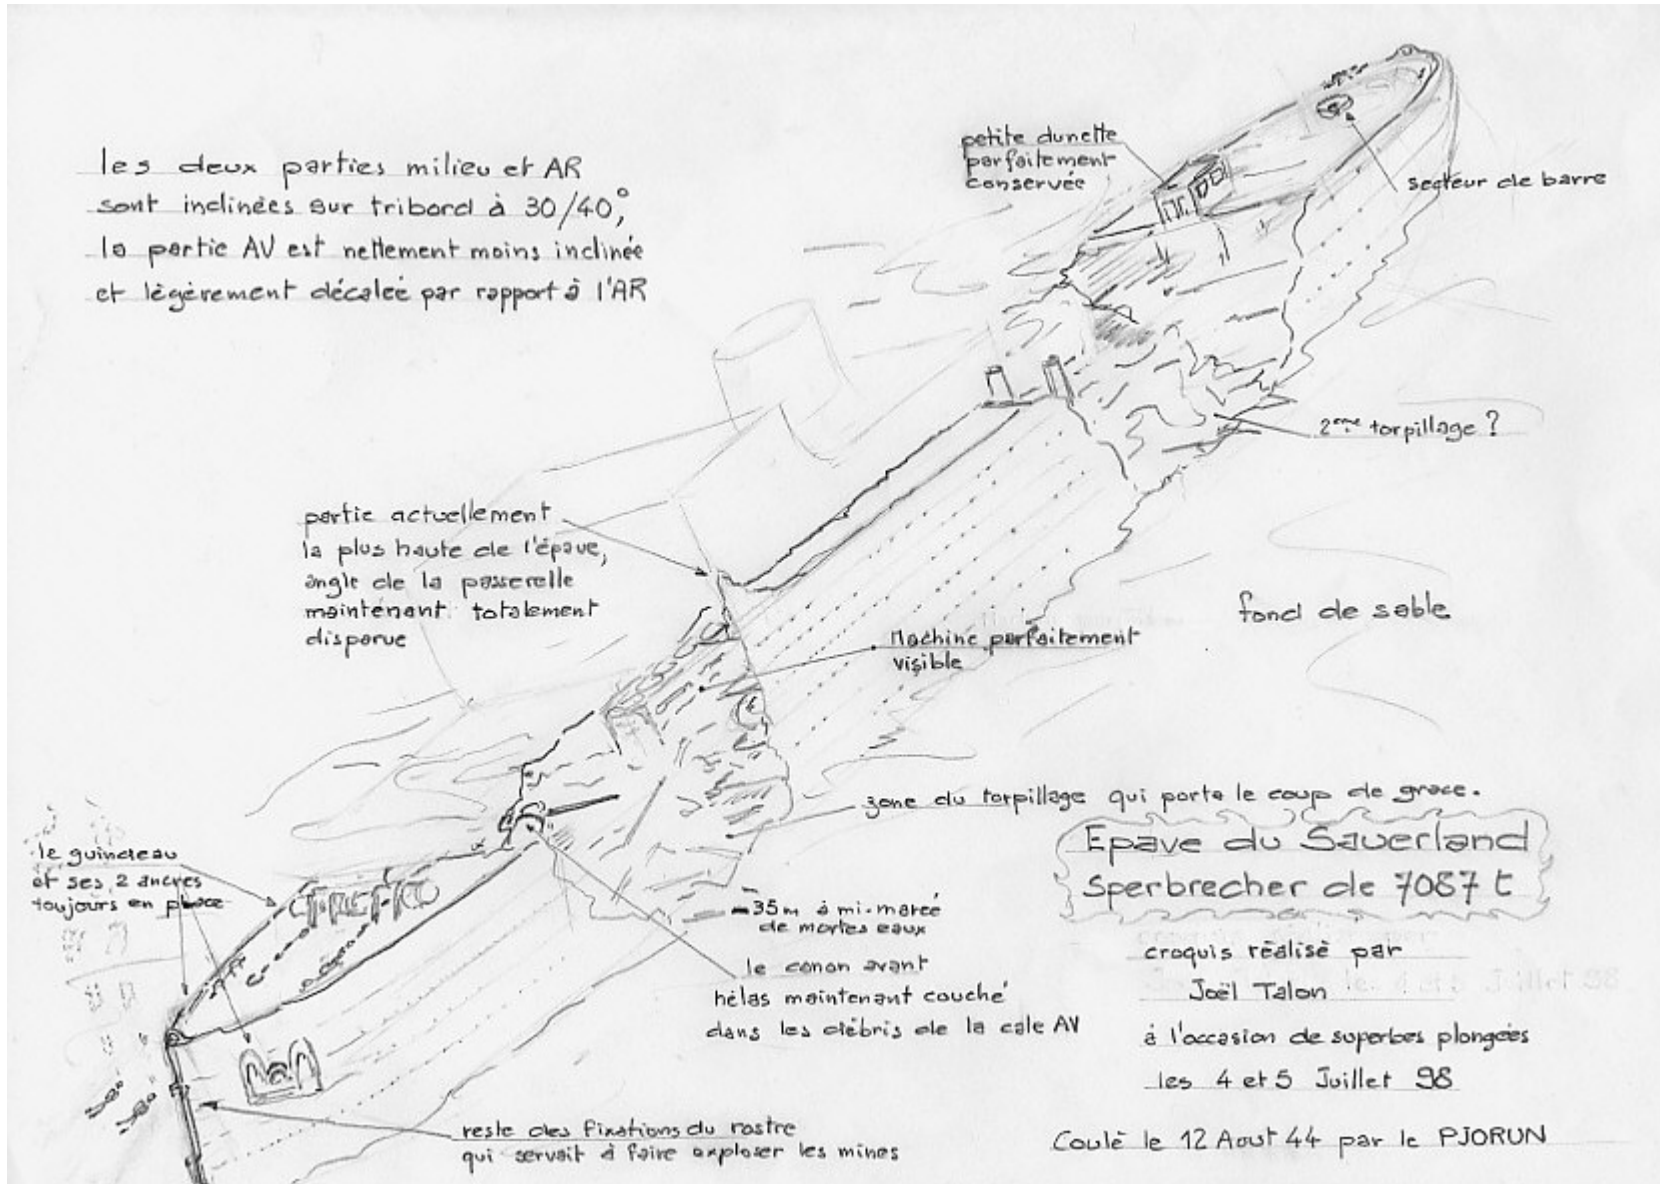 les deux parties milieu et AR
sont inclinées sur tribord à 30/40°,
la partie AV est nettement moins inclinée
et légèrement décalée par rapport à l'AR
petite dunette
parfaitement
conservée
secteur de barre
2ème torpillage ?
partie actuellement
la plus haute de l'épave,
angle de la passerelle
maintenant totalement
disparue
fond de sable
Machine parfaitement
visible
zone du torpillage qui porta le coup de grace.
Epave du Sauerland
Sperbrecher de 7087 t
le guindeau
et ses 2 ancres
toujours en place
-35m à mi-marée
de mortes eaux
le canon avant
hélas maintenant couché
dans les débris de la cale AV
croquis réalisé par
Joël Talon
à l'occasion de superbes plongées
les 4 et 5 Juillet 98
reste des fixations du rostre
qui servait à faire exploser les mines
Coulé le 12 Aout 44 par le PJORUN